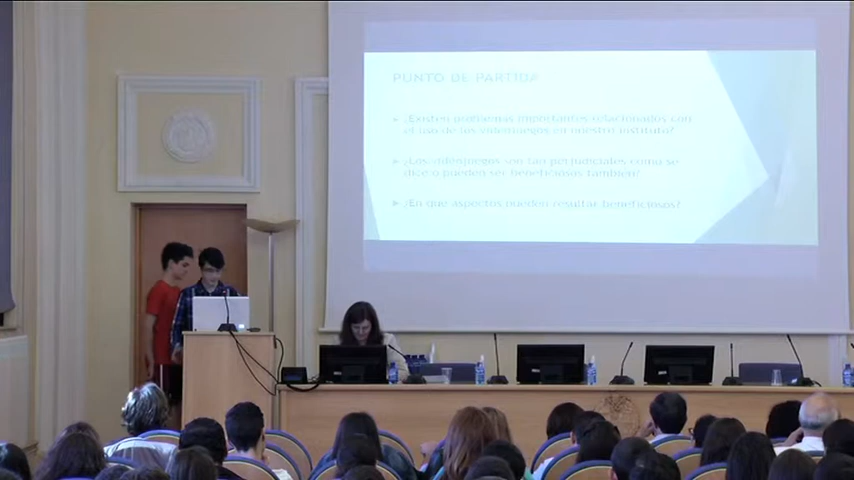 PUNTO DE PARTIDA
¿Existen problemas importantes relacionados con
el uso de los videojuegos en nuestro instituto?
¿Los videojuegos son tan perjudiciales como se
dice o pueden ser beneficiosos también?
¿En que aspectos pueden resultar beneficiosos?